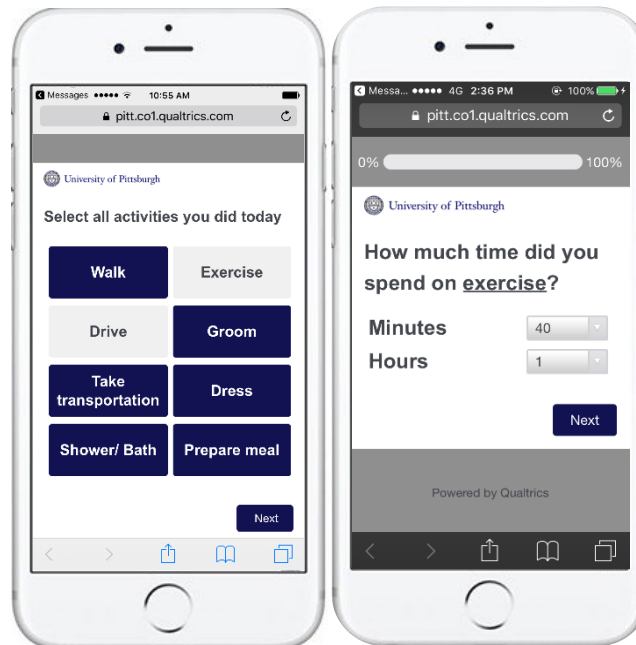 Messages 10:55 AM
pitt.co1.qualtrics.com
University of Pittsburgh
Select all activities you did today
Walk
Exercise
Drive
Groom
Take
transportation
Dress
Shower/ Bath
Prepare meal
Next
Messa... 4G 2:36 PM 100%
pitt.co1.qualtrics.com
0% 100%
University of Pittsburgh
How much time did you
spend on exercise?
Minutes 40
Hours 1
Next
Powered by Qualtrics